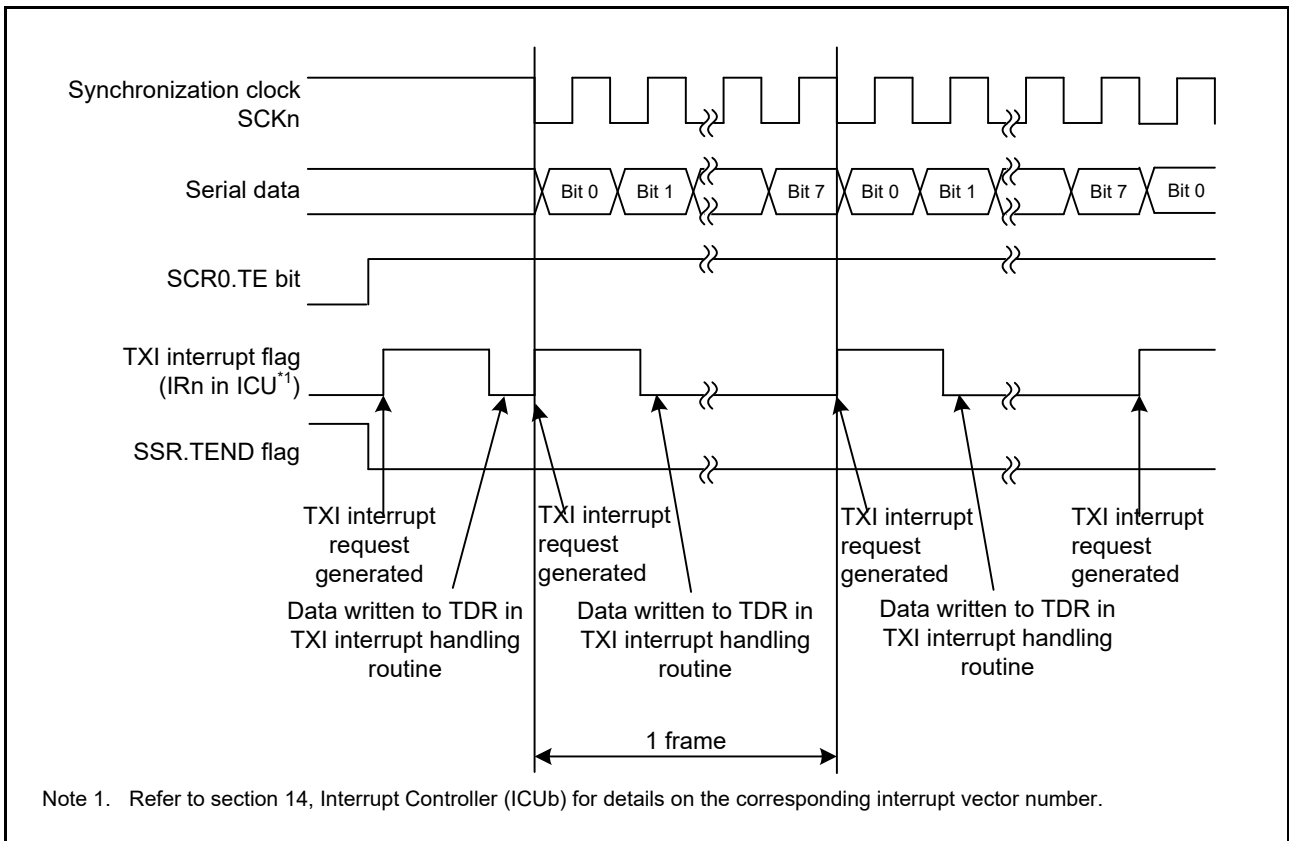 Synchronization clock
SCKn
Serial data
Bit 0
Bit 1
Bit 7
Bit 0
Bit 1
Bit 7
Bit 0
SCR0.TE bit
TXI interrupt flag
(IRn in ICU*1)
SSR.TEND flag
TXI interrupt
request
generated
TXI interrupt
request
generated
TXI interrupt
request
generated
TXI interrupt
request
generated
Data written to TDR in
TXI interrupt handling
routine
Data written to TDR in
TXI interrupt handling
routine
Data written to TDR in
TXI interrupt handling
routine
1 frame
Note 1. Refer to section 14, Interrupt Controller (ICUb) for details on the corresponding interrupt vector number.